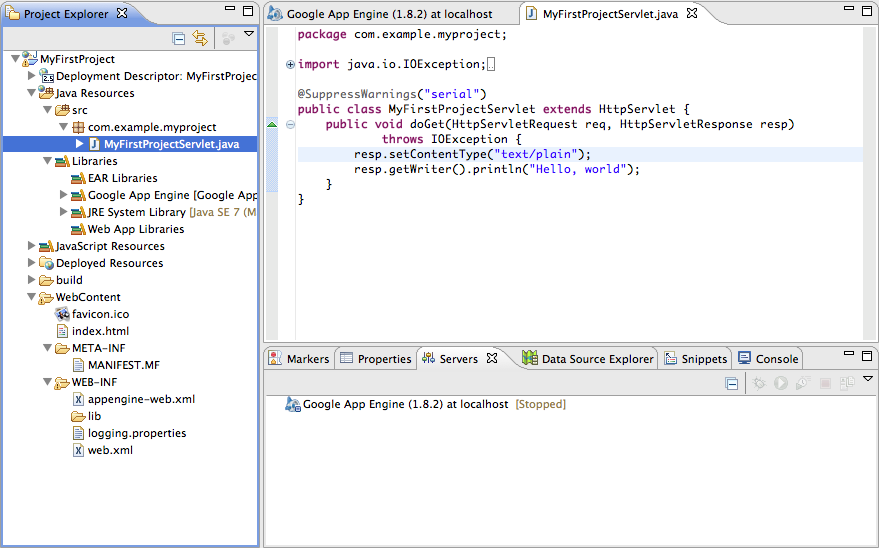 Project Explorer
MyFirstProject
Deployment Descriptor: MyFirstProjec
Java Resources
src
com.example.myproject
MyFirstProjectServlet.java
Libraries
EAR Libraries
Google App Engine [Google App
JRE System Library [Java SE 7 (M
Web App Libraries
JavaScript Resources
Deployed Resources
build
WebContent
favicon.ico
index.html
META-INF
MANIFEST.MF
WEB-INF
appengine-web.xml
lib
logging.properties
web.xml
Google App Engine (1.8.2) at localhost
MyFirstProjectServlet.java
package com.example.myproject;
import java.io.IOException;
@SuppressWarnings("serial")
public class MyFirstProjectServlet extends HttpServlet {
public void doGet(HttpServletRequest req, HttpServletResponse resp)
throws IOException {
resp.setContentType("text/plain");
resp.getWriter().println("Hello, world");
}
}
Markers
Properties
Servers
Data Source Explorer
Snippets
Console
Google App Engine (1.8.2) at localhost [Stopped]